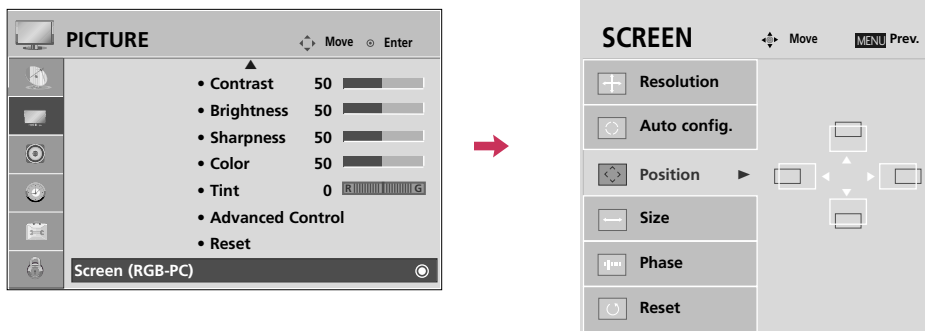 PICTURE
Move
Enter
• Contrast 50
• Brightness 50
• Sharpness 50
• Color 50
• Tint 0 R G
• Advanced Control
• Reset
Screen (RGB-PC)
SCREEN
Move
MENU Prev.
Resolution
Auto config.
Position
Size
Phase
Reset